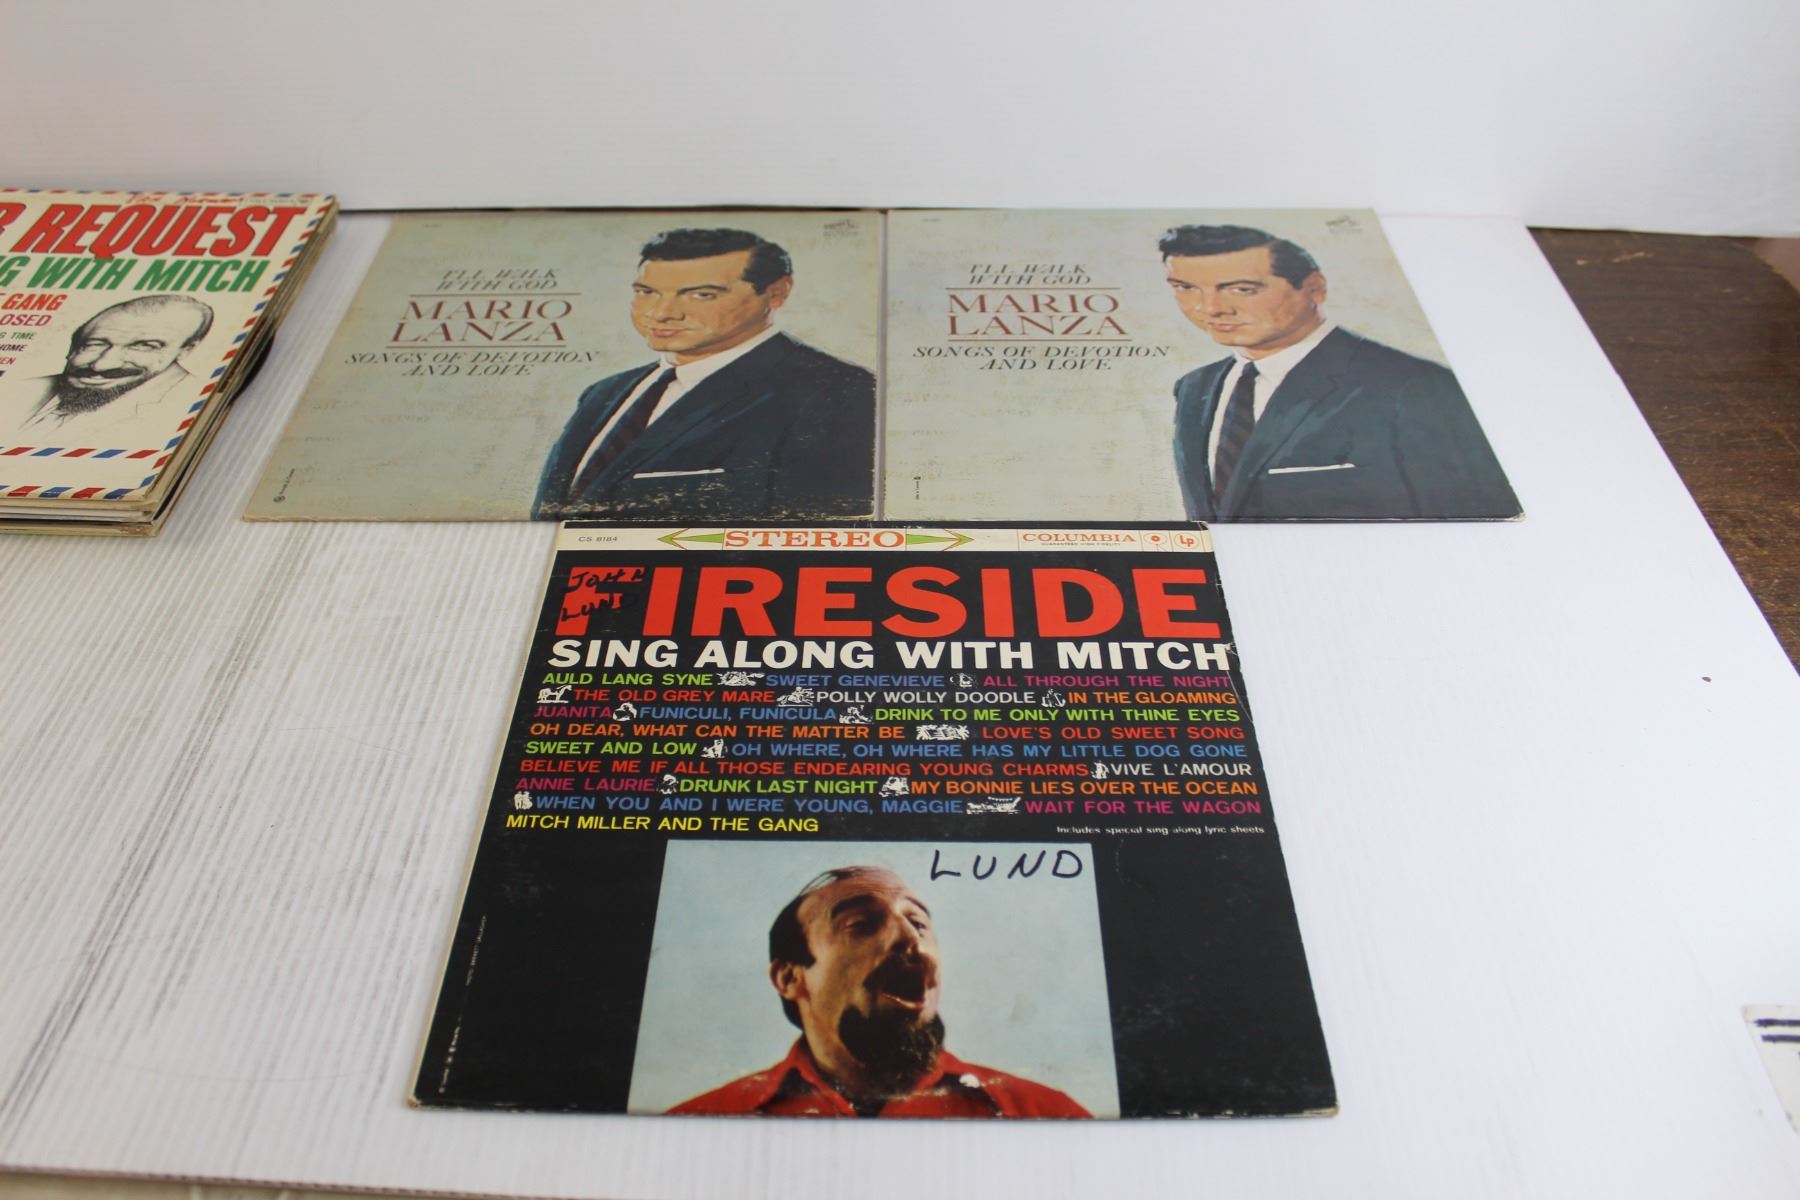 R REQUEST
NG WITH MITCH
GANG
OSED
G TIME
HOME
EN
I'LL WALK
WITH GOD
MARIO
LANZA
SONGS OF DEVOTION
AND LOVE
I'LL WALK
WITH GOD
MARIO
LANZA
SONGS OF DEVOTION
AND LOVE
CS 8184 STEREO COLUMBIA Lp
GUARANTEED HIGH FIDELITY
JOHN
LUND
FIRESIDE
SING ALONG WITH MITCH
AULD LANG SYNE SWEET GENEVIEVE ALL THROUGH THE NIGHT
THE OLD GREY MARE POLLY WOLLY DOODLE IN THE GLOAMING
JUANITA FUNICULI, FUNICULA DRINK TO ME ONLY WITH THINE EYES
OH DEAR, WHAT CAN THE MATTER BE LOVE'S OLD SWEET SONG
SWEET AND LOW OH WHERE, OH WHERE HAS MY LITTLE DOG GONE
BELIEVE ME IF ALL THOSE ENDEARING YOUNG CHARMS VIVE L'AMOUR
ANNIE LAURIE DRUNK LAST NIGHT MY BONNIE LIES OVER THE OCEAN
WHEN YOU AND I WERE YOUNG, MAGGIE WAIT FOR THE WAGON
MITCH MILLER AND THE GANG
Includes special sing along lyric sheets
LUND